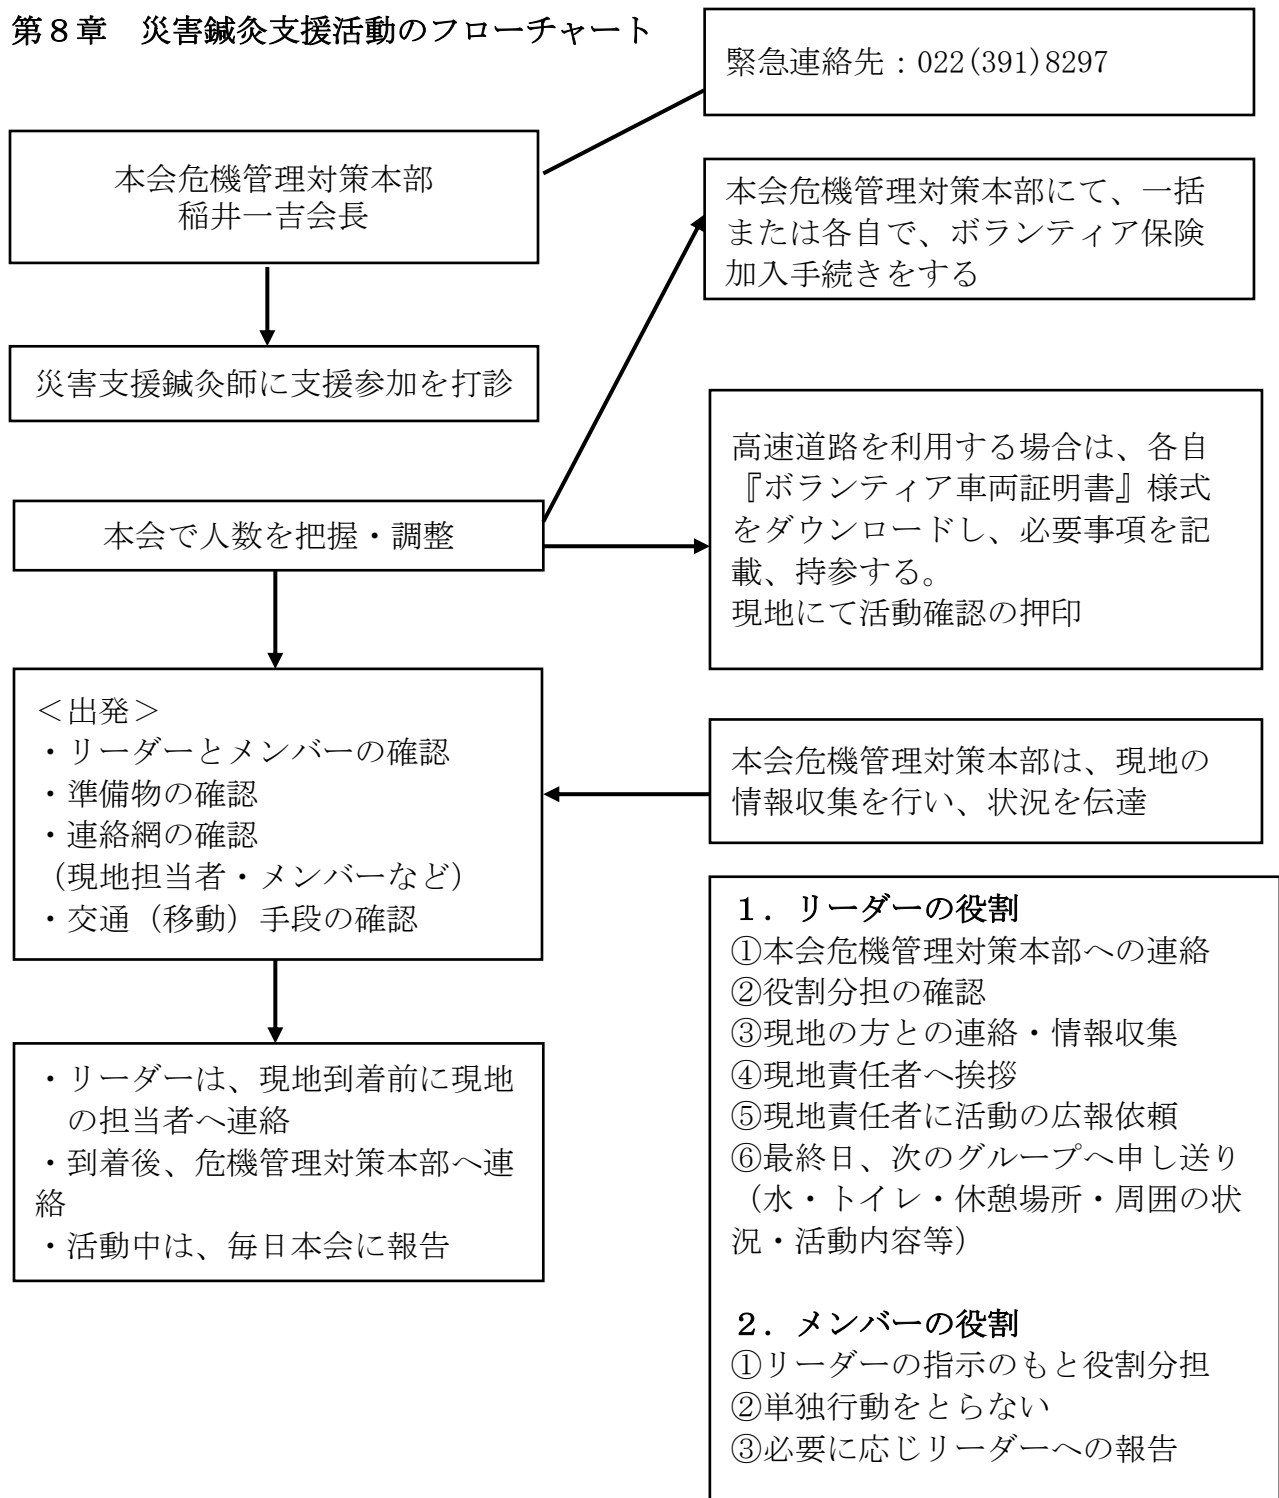 第８章　災害鍼灸支援活動のフローチャート
緊急連絡先：022(391)8297
本会危機管理対策本部
稲井一吉会長
本会危機管理対策本部にて、一括
または各自で、ボランティア保険
加入手続きをする
災害支援鍼灸師に支援参加を打診
高速道路を利用する場合は、各自
『ボランティア車両証明書』様式
をダウンロードし、必要事項を記
載、持参する。
現地にて活動確認の押印
本会で人数を把握・調整
＜出発＞
・リーダーとメンバーの確認
・準備物の確認
・連絡網の確認
（現地担当者・メンバーなど）
・交通（移動）手段の確認
本会危機管理対策本部は、現地の
情報収集を行い、状況を伝達
・リーダーは、現地到着前に現地
の担当者へ連絡
・到着後、危機管理対策本部へ連
絡
・活動中は、毎日本会に報告
１．リーダーの役割
①本会危機管理対策本部への連絡
②役割分担の確認
③現地の方との連絡・情報収集
④現地責任者へ挨拶
⑤現地責任者に活動の広報依頼
⑥最終日、次のグループへ申し送り
（水・トイレ・休憩場所・周囲の状
況・活動内容等）
２．メンバーの役割
①リーダーの指示のもと役割分担
②単独行動をとらない
③必要に応じリーダーへの報告